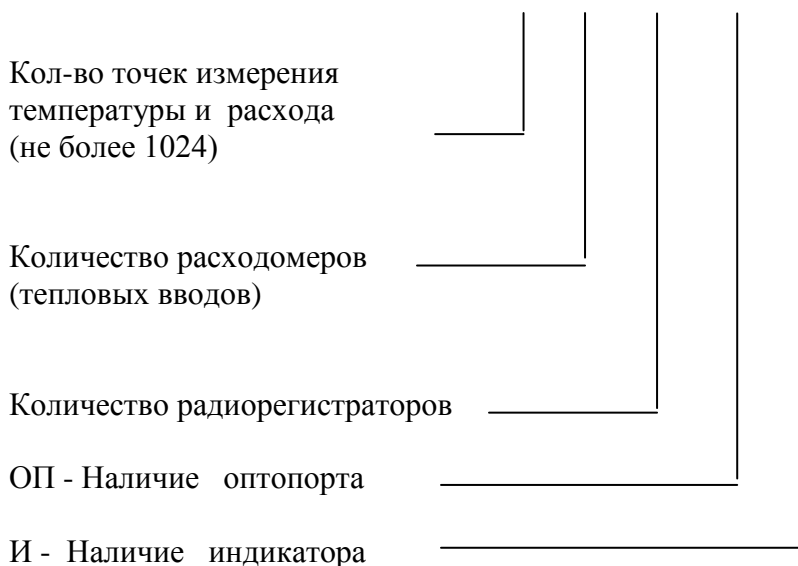 Кол-во точек измерения
температуры и расхода
(не более 1024)
Количество расходомеров
(тепловых вводов)
Количество радиорегистраторов
ОП - Наличие оптопорта
И - Наличие индикатора